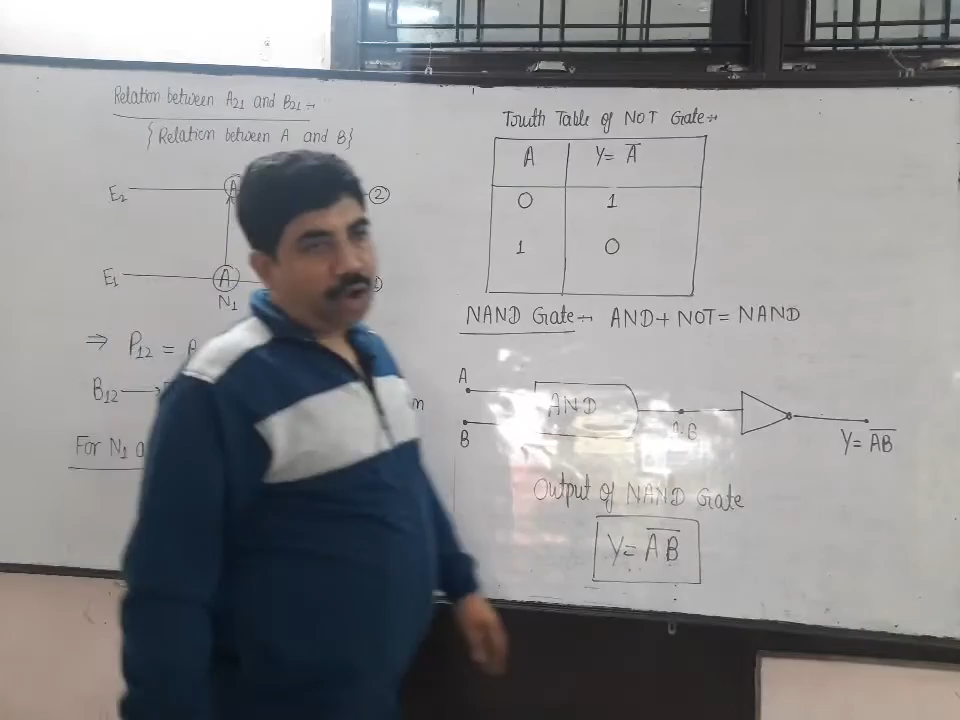 Relation between A21 and B21 :-
{Relation between A and B}
E2
A
2
E1
A
N1
⇒ P12 =
B12 →
m
For N1 a
Truth Table of NOT Gate :-
A Y= A̅
0 1
1 0
NAND Gate :- AND + NOT = NAND
A
B
AND
A·B
Y= A̅B̅
Output of NAND Gate
Y= A̅B̅